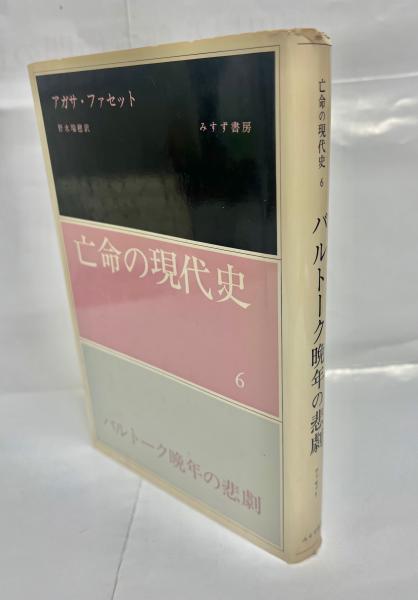 アガサ・ファセット
野水瑞穂訳
みすず書房
亡命の現代史
6
バルトーク晩年の悲劇
亡命の現代史 6
バルトーク晩年の悲劇